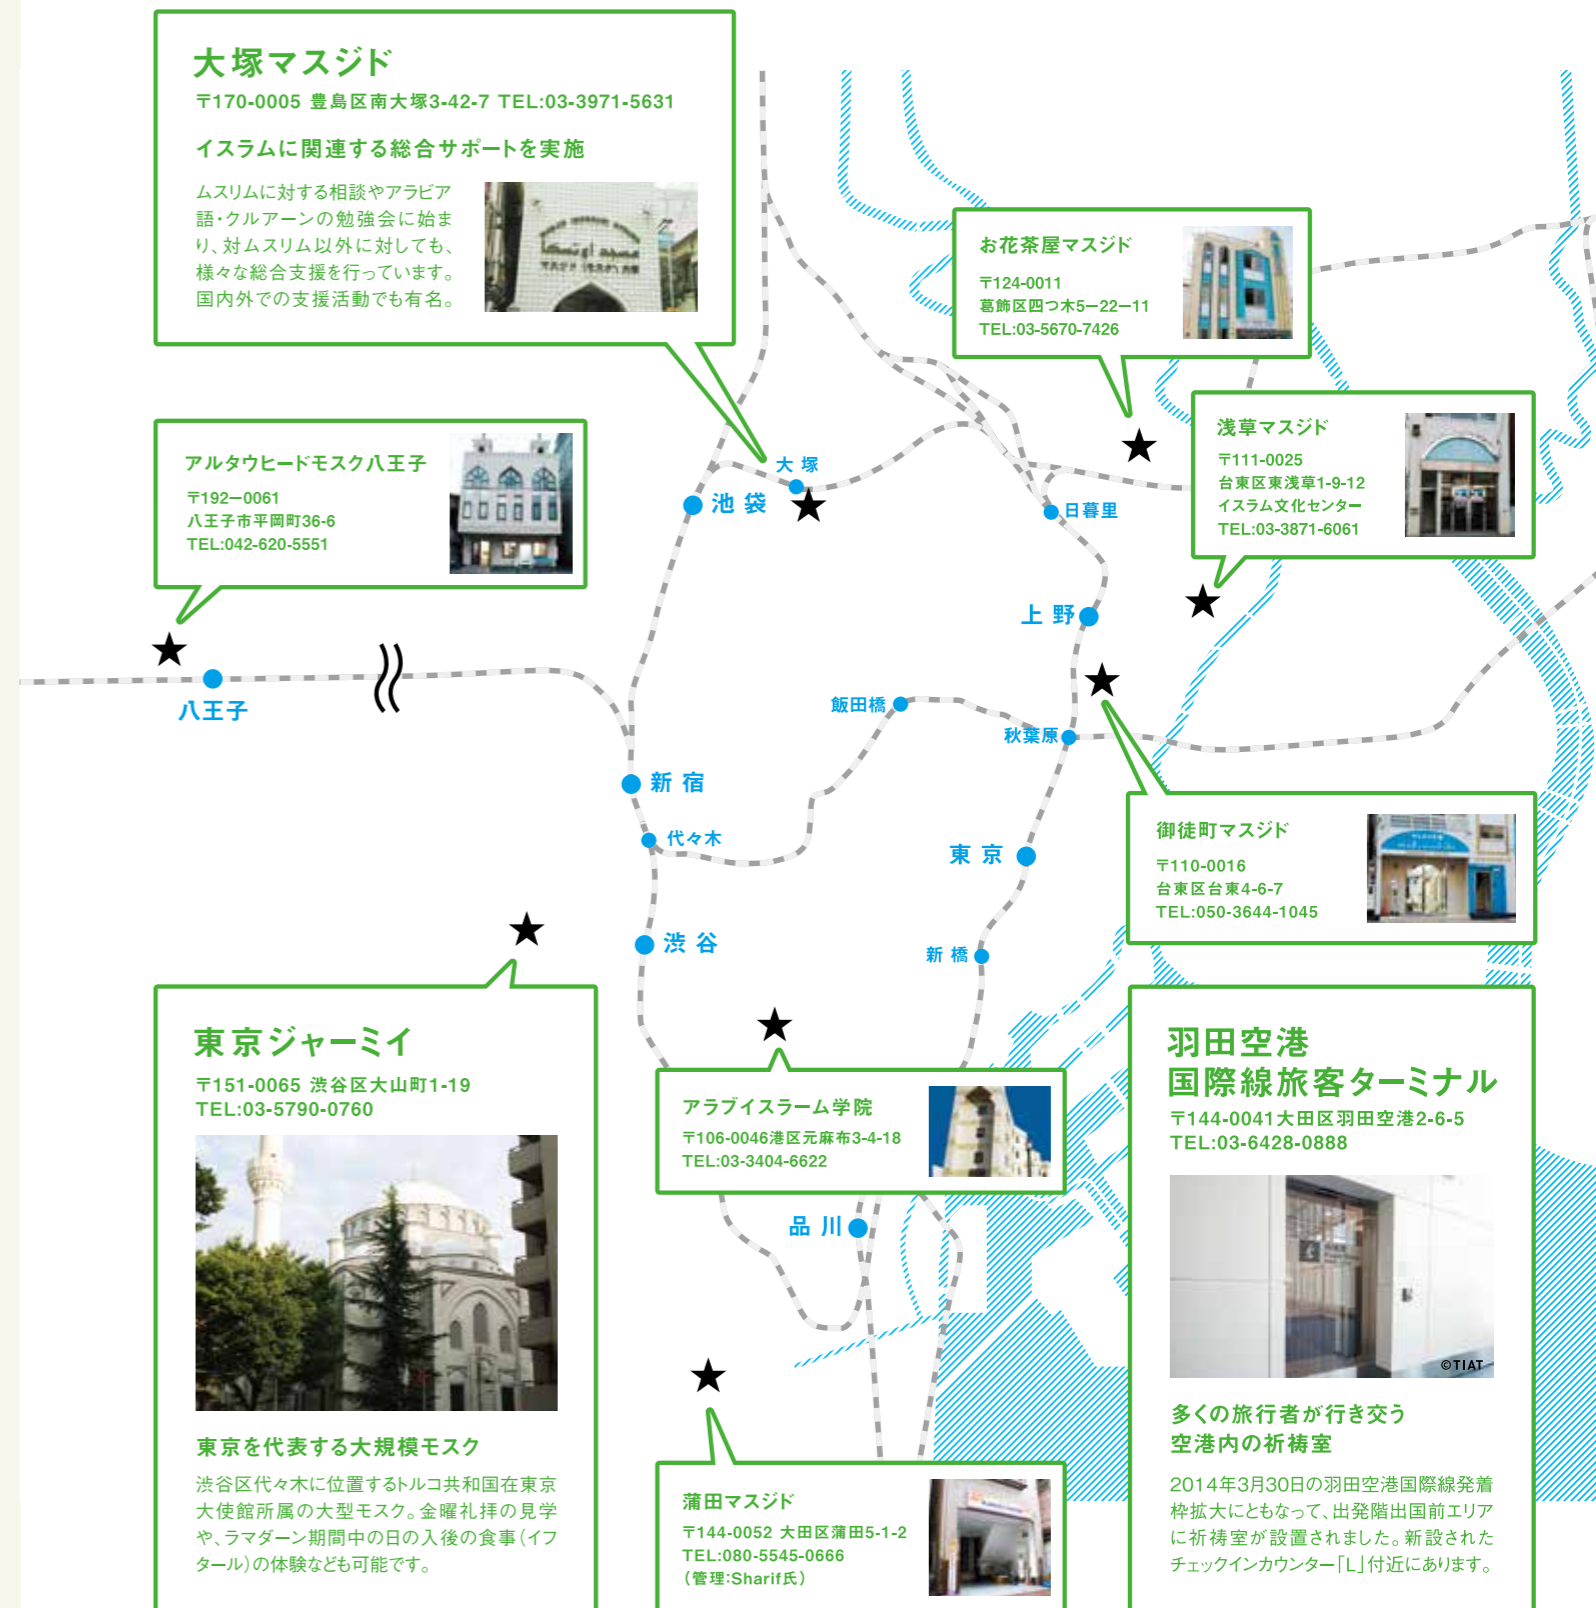 大塚マスジド
〒170-0005 豊島区南大塚3-42-7 TEL:03-3971-5631
イスラムに関連する総合サポートを実施
ムスリムに対する相談やアラビア
語・クルアーンの勉強会に始ま
り、対ムスリム以外に対しても、
様々な総合支援を行っています。
国内外での支援活動でも有名。
お花茶屋マスジド
〒124-0011
葛飾区四つ木5ー22ー11
TEL:03-5670-7426
浅草マスジド
〒111-0025
台東区東浅草1-9-12
イスラム文化センター
TEL:03-3871-6061
アルタウヒードモスク八王子
〒192ー0061
八王子市平岡町36-6
TEL:042-620-5551
大塚
池袋
日暮里
上野
八王子
飯田橋
秋葉原
新宿
代々木
東京
渋谷
新橋
御徒町マスジド
〒110-0016
台東区台東4-6-7
TEL:050-3644-1045
東京ジャーミイ
〒151-0065 渋谷区大山町1-19
TEL:03-5790-0760
東京を代表する大規模モスク
渋谷区代々木に位置するトルコ共和国在東京
大使館所属の大型モスク。金曜礼拝の見学
や、ラマダーン期間中の日の入後の食事（イフ
タール）の体験なども可能です。
アラブイスラーム学院
〒106-0046港区元麻布3-4-18
TEL:03-3404-6622
品川
蒲田マスジド
〒144-0052 大田区蒲田5-1-2
TEL:080-5545-0666
（管理:Sharif氏）
羽田空港
国際線旅客ターミナル
〒144-0041大田区羽田空港2-6-5
TEL:03-6428-0888
©TIAT
多くの旅行者が行き交う
空港内の祈祷室
2014年3月30日の羽田空港国際線発着
枠拡大にともなって、出発階出国前エリア
に祈祷室が設置されました。新設された
チェックインカウンター「L」付近にあります。